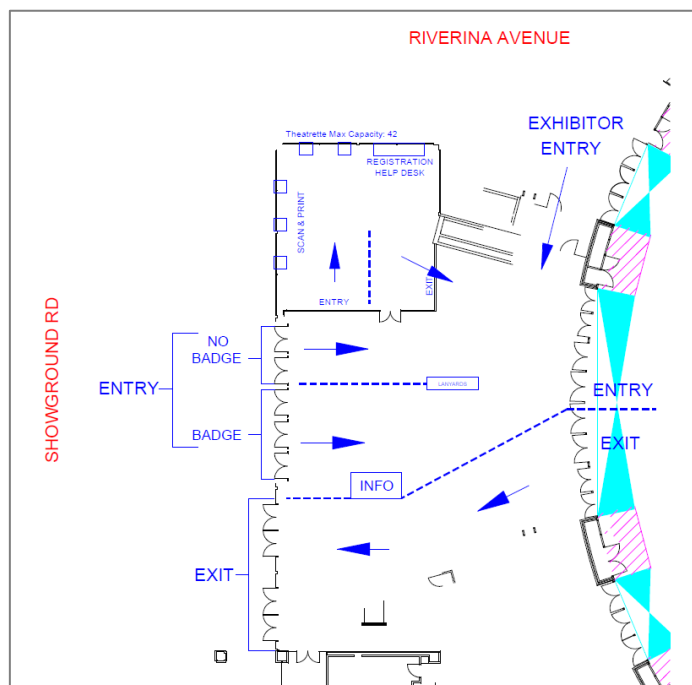 RIVERINA AVENUE
EXHIBITOR
ENTRY
Theatrette Max Capacity: 42
REGISTRATION
HELP DESK
SCAN & PRINT
ENTRY
EXIT
SHOWGROUND RD
NO
BADGE
ENTRY
BADGE
LANYARDS
ENTRY
EXIT
INFO
EXIT